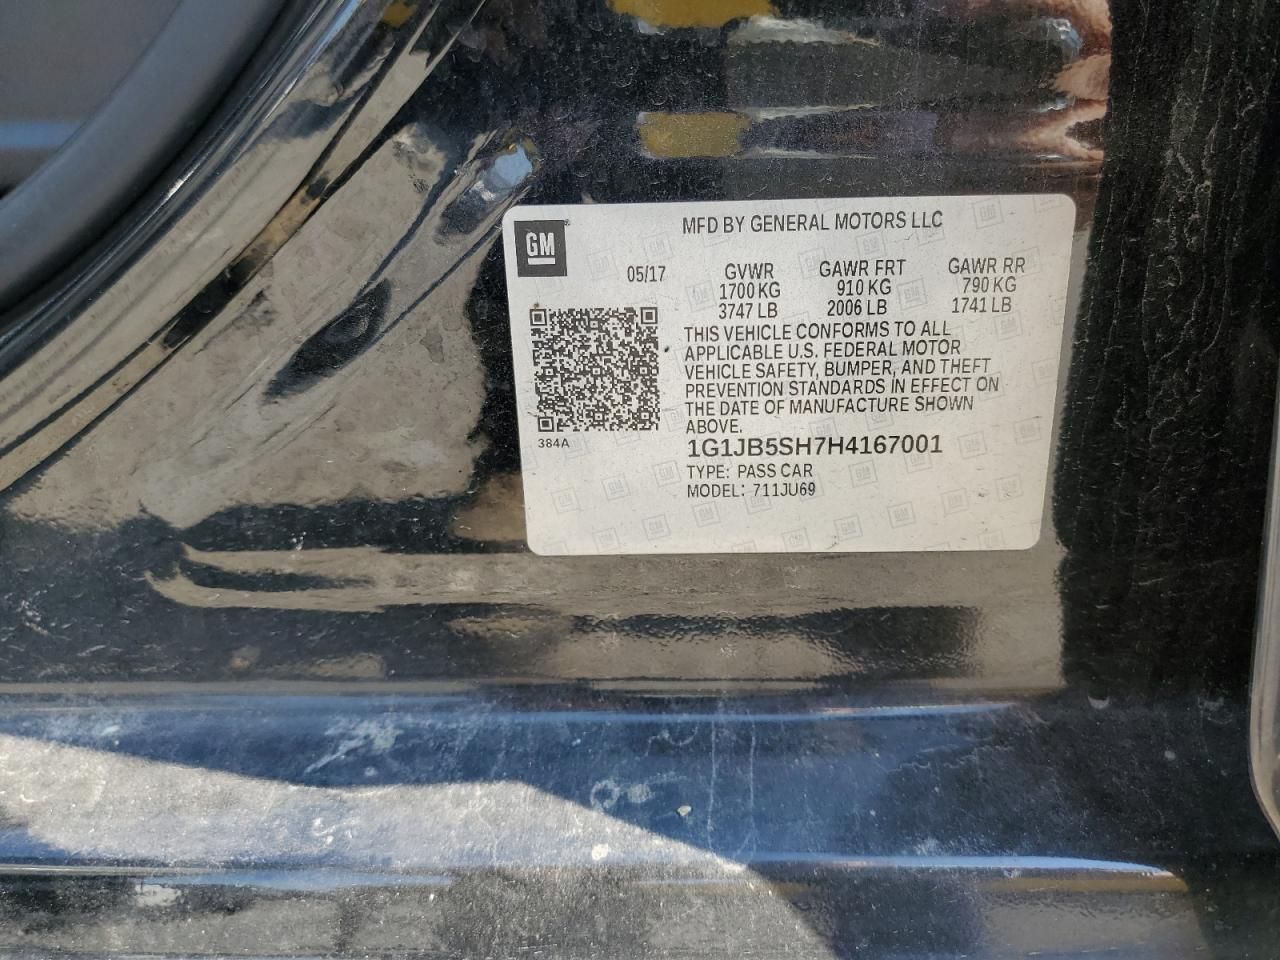 GM
MFD BY GENERAL MOTORS LLC
05/17 GVWR GAWR FRT GAWR RR
1700 KG 910 KG 790 KG
3747 LB 2006 LB 1741 LB
THIS VEHICLE CONFORMS TO ALL
APPLICABLE U.S. FEDERAL MOTOR
VEHICLE SAFETY, BUMPER, AND THEFT
PREVENTION STANDARDS IN EFFECT ON
THE DATE OF MANUFACTURE SHOWN
ABOVE.
384A
1G1JB5SH7H4167001
TYPE: PASS CAR
MODEL: 711JU69